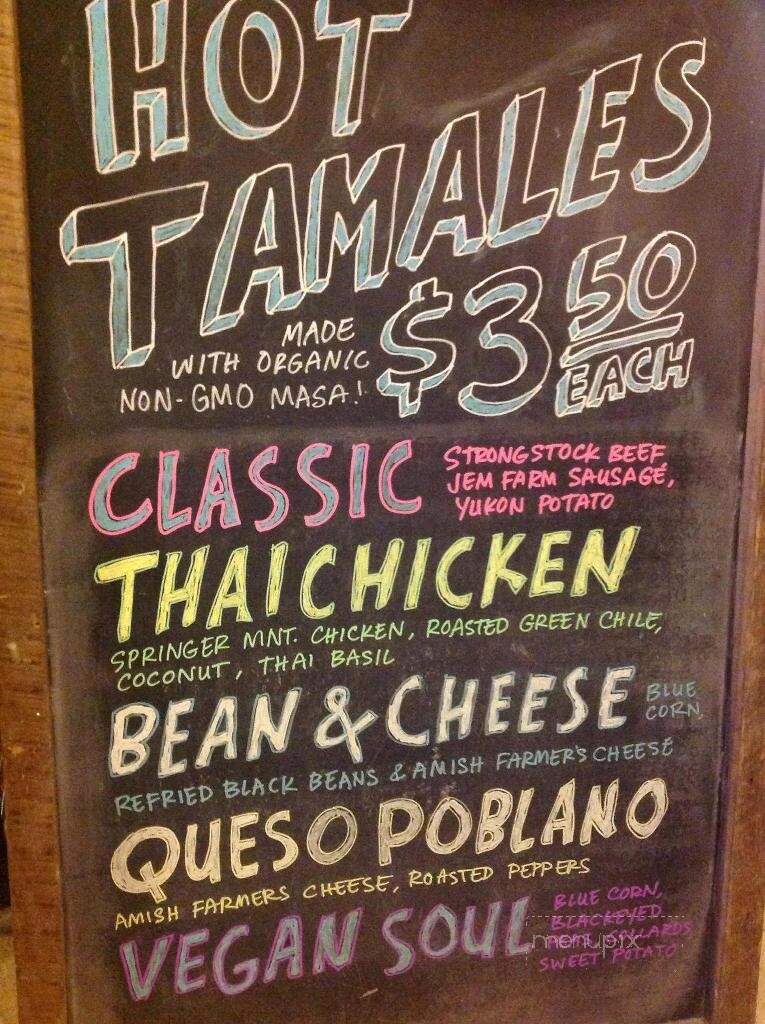 HOT
TAMALES
$3.50
EACH
MADE
WITH ORGANIC
NON-GMO MASA!
CLASSIC
STRONGSTOCK BEEF
JEM FARM SAUSAGE,
YUKON POTATO
THAI CHICKEN
SPRINGER MNT. CHICKEN, ROASTED GREEN CHILE,
COCONUT, THAI BASIL
BEAN & CHEESE
BLUE
CORN,
REFRIED BLACK BEANS & AMISH FARMER'S CHEESE
QUESO POBLANO
AMISH FARMERS CHEESE, ROASTED PEPPERS
VEGAN SOUL
BLUE CORN,
BLACKEYED
COLLARDS
SWEET POTATO
menupix